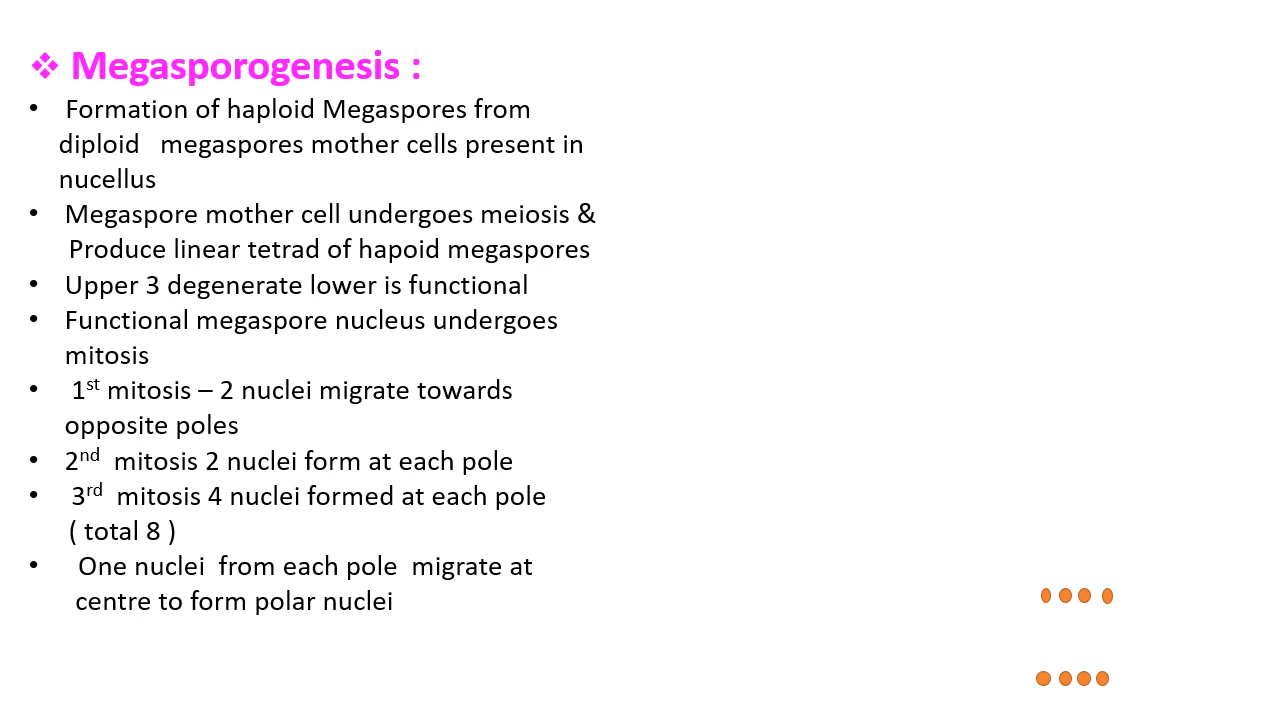 ❖ Megasporogenesis :
• Formation of haploid Megaspores from
diploid megaspores mother cells present in
nucellus
• Megaspore mother cell undergoes meiosis &
Produce linear tetrad of hapoid megaspores
• Upper 3 degenerate lower is functional
• Functional megaspore nucleus undergoes
mitosis
• 1st mitosis – 2 nuclei migrate towards
opposite poles
• 2nd mitosis 2 nuclei form at each pole
• 3rd mitosis 4 nuclei formed at each pole
( total 8 )
• One nuclei from each pole migrate at
centre to form polar nuclei